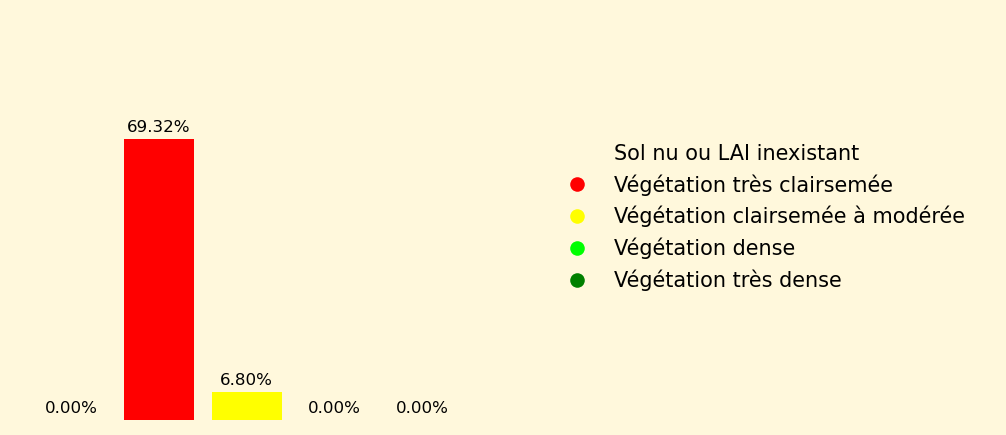 69.32%
6.80%
0.00%
0.00%
0.00%
Sol nu ou LAI inexistant
Végétation très clairsemée
Végétation clairsemée à modérée
Végétation dense
Végétation très dense